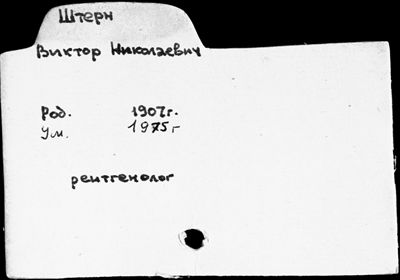 Штерн
Виктор Николаевич
Род. 1907г.
Ум. 1975г
рентгенолог